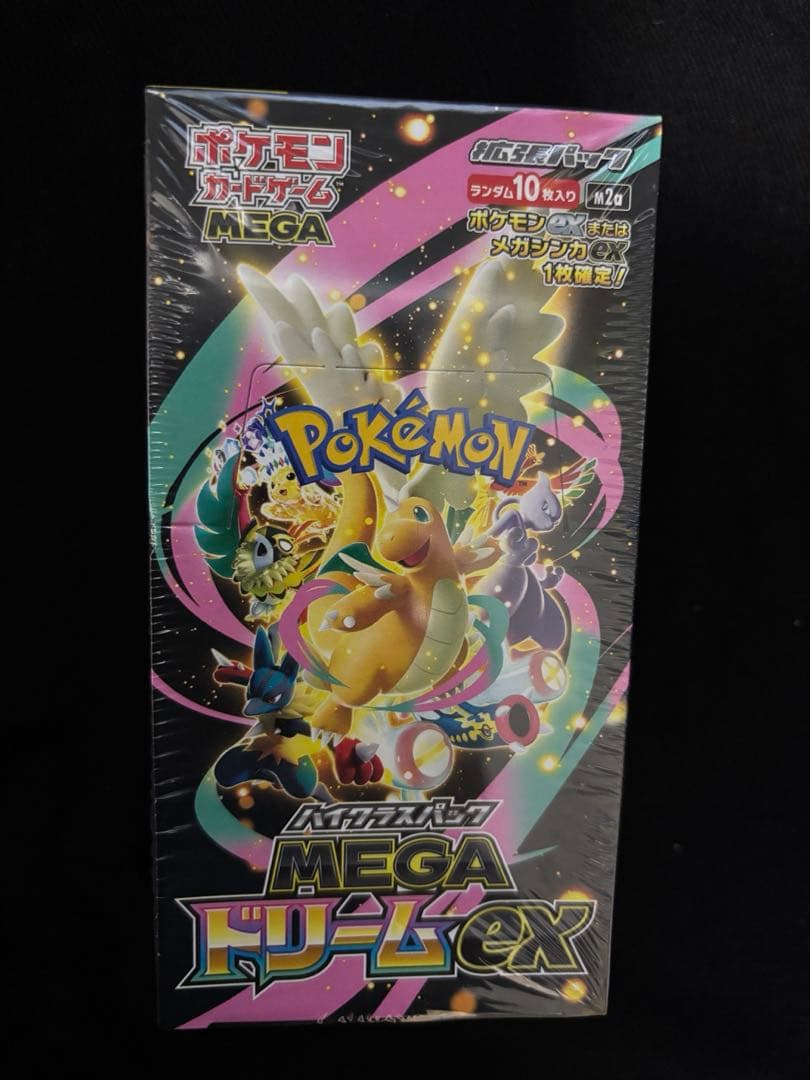 ポケモン
カードゲーム™
MEGA
拡張パック
ランダム10枚入り M2a
ポケモンexまたは
メガシンカex
1枚確定!
POKÉMON™
ハイクラスパック
MEGA
ドリームex